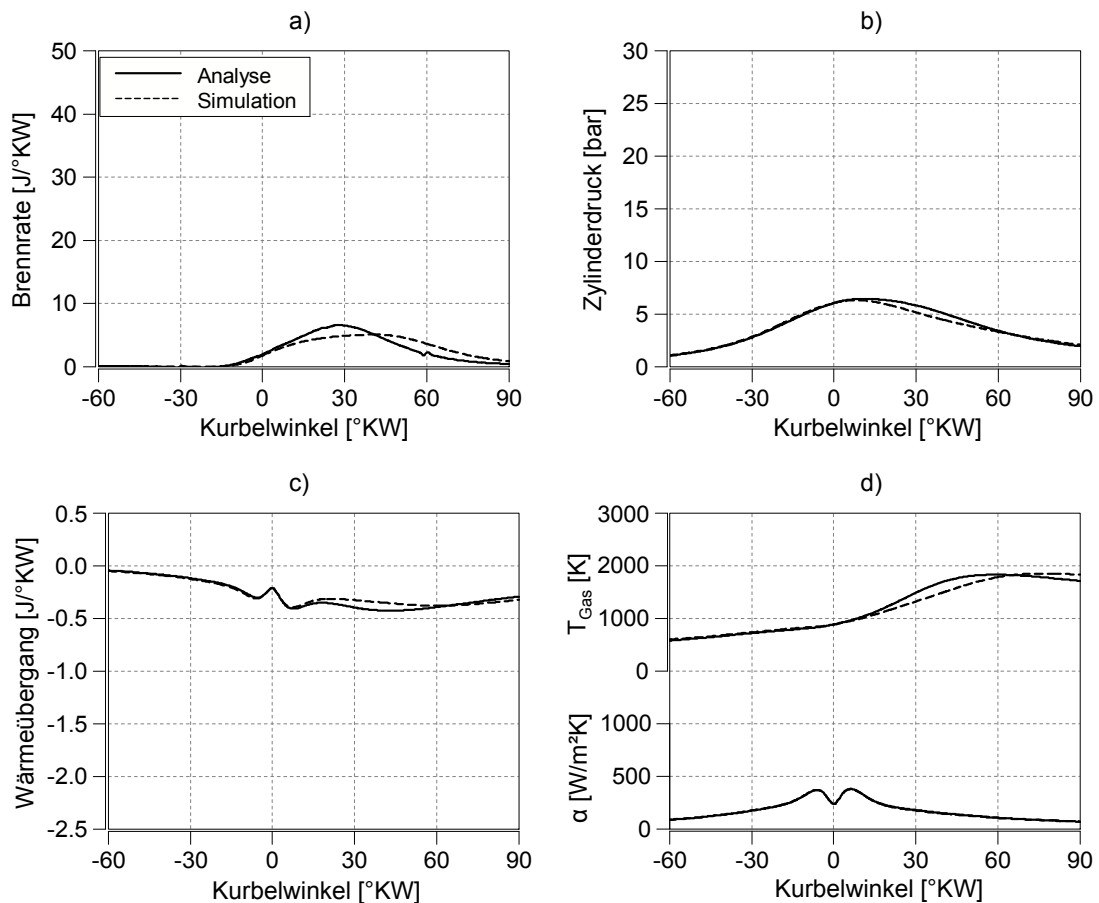 a)
50
40
30
20
10
0
Brennrate [J/°KW]
Analyse
Simulation
-60 -30 0 30 60 90
Kurbelwinkel [°KW]
b)
30
25
20
15
10
5
0
Zylinderdruck [bar]
-60 -30 0 30 60 90
Kurbelwinkel [°KW]
c)
0.5
0.0
-0.5
-1.0
-1.5
-2.0
-2.5
Wärmeübergang [J/°KW]
-60 -30 0 30 60 90
Kurbelwinkel [°KW]
d)
3000
2000
1000
0
T_Gas [K]
1000
500
0
α [W/m²K]
-60 -30 0 30 60 90
Kurbelwinkel [°KW]